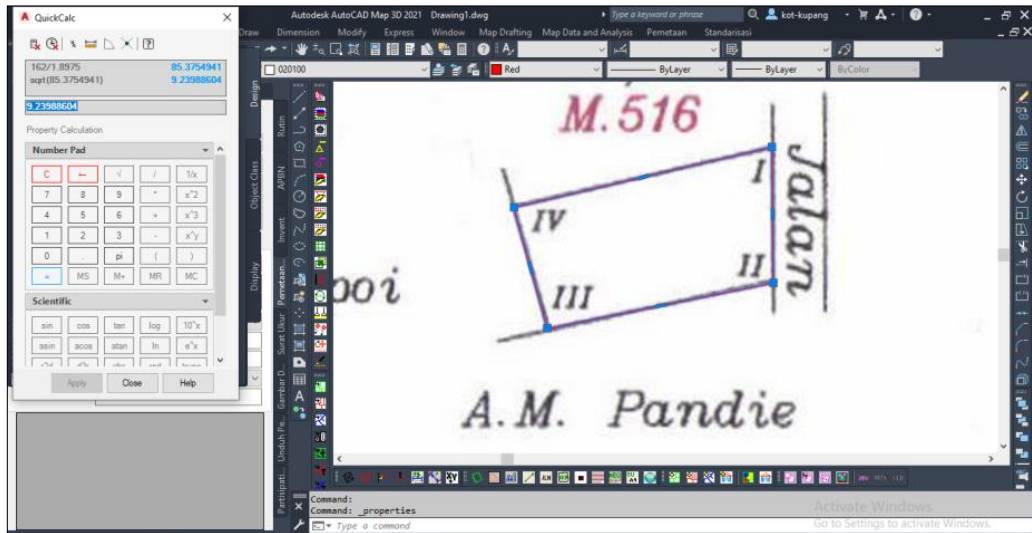 QuickCalc
Autodesk AutoCAD Map 3D 2021 Drawing1.dwg
Type a keyword or phrase
kot-kupang
Draw Dimension Modify Express Window Map Drafting Map Data and Analysis Pemetaan Standarisasi
162/1.8975 85.3754941
sqrt(85.3754941) 9.23988604
9.23988604
020100
Red
ByLayer
ByLayer
ByColor
Property Calculation
Number Pad
C √ / 1/x
7 8 9 * x^2
4 5 6 + x^3
1 2 3 - x^y
0 . pi ( )
= MS M+ MR MC
Scientific
sin cos tan log 10^x
asin acos atan ln e^x
Apply Close Help
Design
Object Class
Display
Rutin
APBN
Invent
Pemetaan...
Surat Ukur
Gambar D...
Unduh Pe...
Partisipati...
M.516
I
II
III
IV
Jalan
ooi
A.M. Pandie
Command:
Command: _properties
Type a command
Activate Windows
Go to Settings to activate Windows.